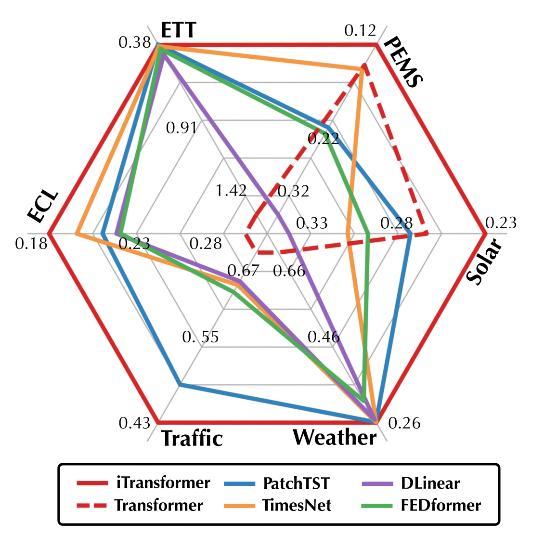 ETT
0.38
0.12
PEMS
0.91
0.22
1.42
0.32
ECL
0.18
0.23
0.28
0.33
0.28
0.23
Solar
0.67
0.66
0. 55
0.46
0.43
0.26
Traffic
Weather
iTransformer
PatchTST
DLinear
Transformer
TimesNet
FEDformer